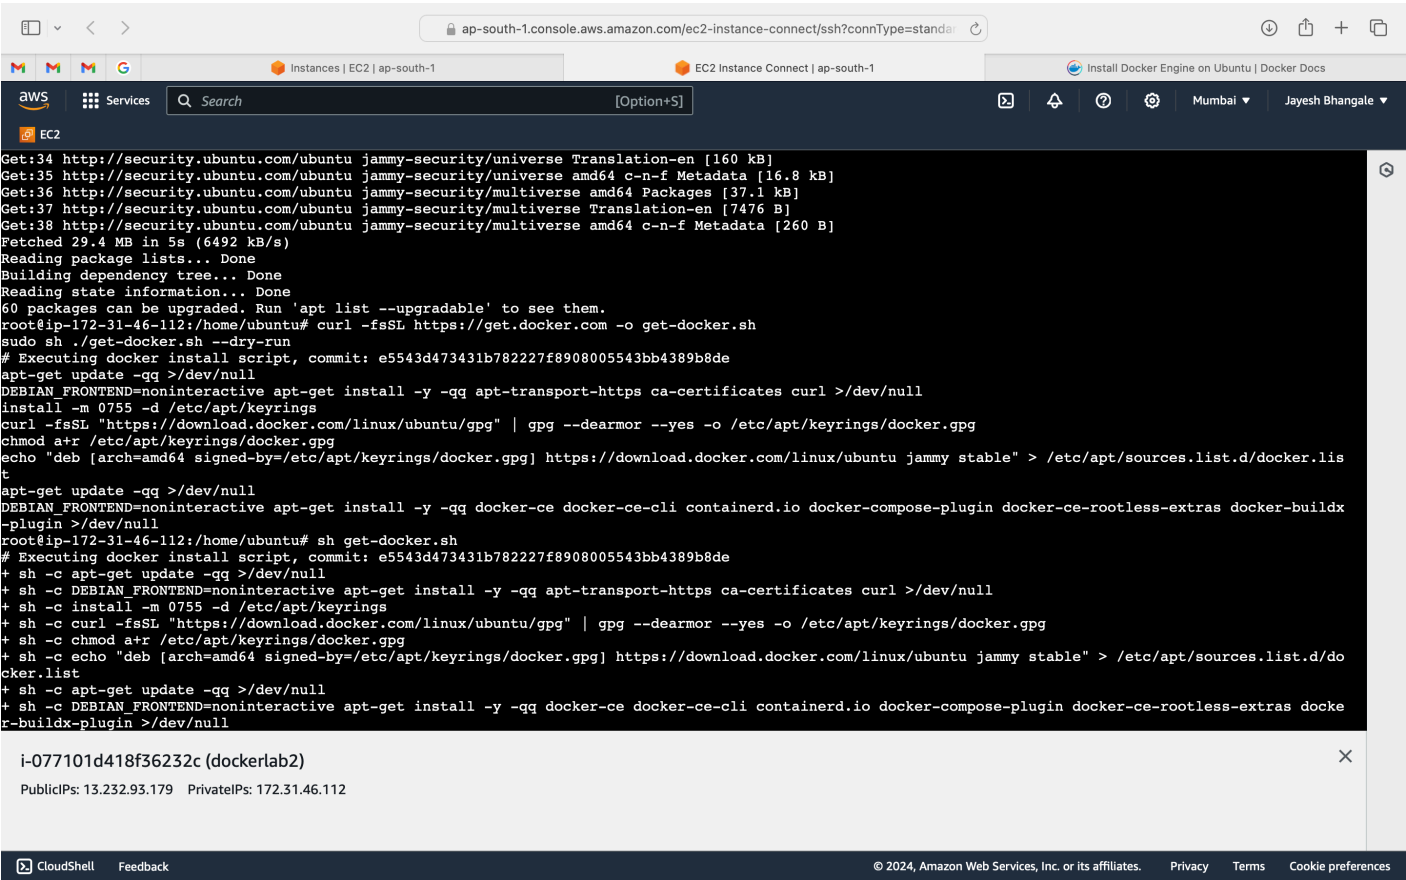 ap-south-1.console.aws.amazon.com/ec2-instance-connect/ssh?connType=standa
Instances | EC2 | ap-south-1
EC2 Instance Connect | ap-south-1
Install Docker Engine on Ubuntu | Docker Docs
aws
Services
Search
[Option+S]
Mumbai
Jayesh Bhangale
EC2
Get:34 http://security.ubuntu.com/ubuntu jammy-security/universe Translation-en [160 kB]
Get:35 http://security.ubuntu.com/ubuntu jammy-security/universe amd64 c-n-f Metadata [16.8 kB]
Get:36 http://security.ubuntu.com/ubuntu jammy-security/multiverse amd64 Packages [37.1 kB]
Get:37 http://security.ubuntu.com/ubuntu jammy-security/multiverse Translation-en [7476 B]
Get:38 http://security.ubuntu.com/ubuntu jammy-security/multiverse amd64 c-n-f Metadata [260 B]
Fetched 29.4 MB in 5s (6492 kB/s)
Reading package lists... Done
Building dependency tree... Done
Reading state information... Done
60 packages can be upgraded. Run 'apt list --upgradable' to see them.
root@ip-172-31-46-112:/home/ubuntu# curl -fsSL https://get.docker.com -o get-docker.sh
sudo sh ./get-docker.sh --dry-run
# Executing docker install script, commit: e5543d473431b782227f8908005543bb4389b8de
apt-get update -qq >/dev/null
DEBIAN_FRONTEND=noninteractive apt-get install -y -qq apt-transport-https ca-certificates curl >/dev/null
install -m 0755 -d /etc/apt/keyrings
curl -fsSL "https://download.docker.com/linux/ubuntu/gpg" | gpg --dearmor --yes -o /etc/apt/keyrings/docker.gpg
chmod a+r /etc/apt/keyrings/docker.gpg
echo "deb [arch=amd64 signed-by=/etc/apt/keyrings/docker.gpg] https://download.docker.com/linux/ubuntu jammy stable" > /etc/apt/sources.list.d/docker.lis
t
apt-get update -qq >/dev/null
DEBIAN_FRONTEND=noninteractive apt-get install -y -qq docker-ce docker-ce-cli containerd.io docker-compose-plugin docker-ce-rootless-extras docker-buildx
-plugin >/dev/null
root@ip-172-31-46-112:/home/ubuntu# sh get-docker.sh
# Executing docker install script, commit: e5543d473431b782227f8908005543bb4389b8de
+ sh -c apt-get update -qq >/dev/null
+ sh -c DEBIAN_FRONTEND=noninteractive apt-get install -y -qq apt-transport-https ca-certificates curl >/dev/null
+ sh -c install -m 0755 -d /etc/apt/keyrings
+ sh -c curl -fsSL "https://download.docker.com/linux/ubuntu/gpg" | gpg --dearmor --yes -o /etc/apt/keyrings/docker.gpg
+ sh -c chmod a+r /etc/apt/keyrings/docker.gpg
+ sh -c echo "deb [arch=amd64 signed-by=/etc/apt/keyrings/docker.gpg] https://download.docker.com/linux/ubuntu jammy stable" > /etc/apt/sources.list.d/do
cker.list
+ sh -c apt-get update -qq >/dev/null
+ sh -c DEBIAN_FRONTEND=noninteractive apt-get install -y -qq docker-ce docker-ce-cli containerd.io docker-compose-plugin docker-ce-rootless-extras docke
r-buildx-plugin >/dev/null
i-077101d418f36232c (dockerlab2)
PublicIPs: 13.232.93.179 PrivateIPs: 172.31.46.112
CloudShell
Feedback
© 2024, Amazon Web Services, Inc. or its affiliates.
Privacy
Terms
Cookie preferences